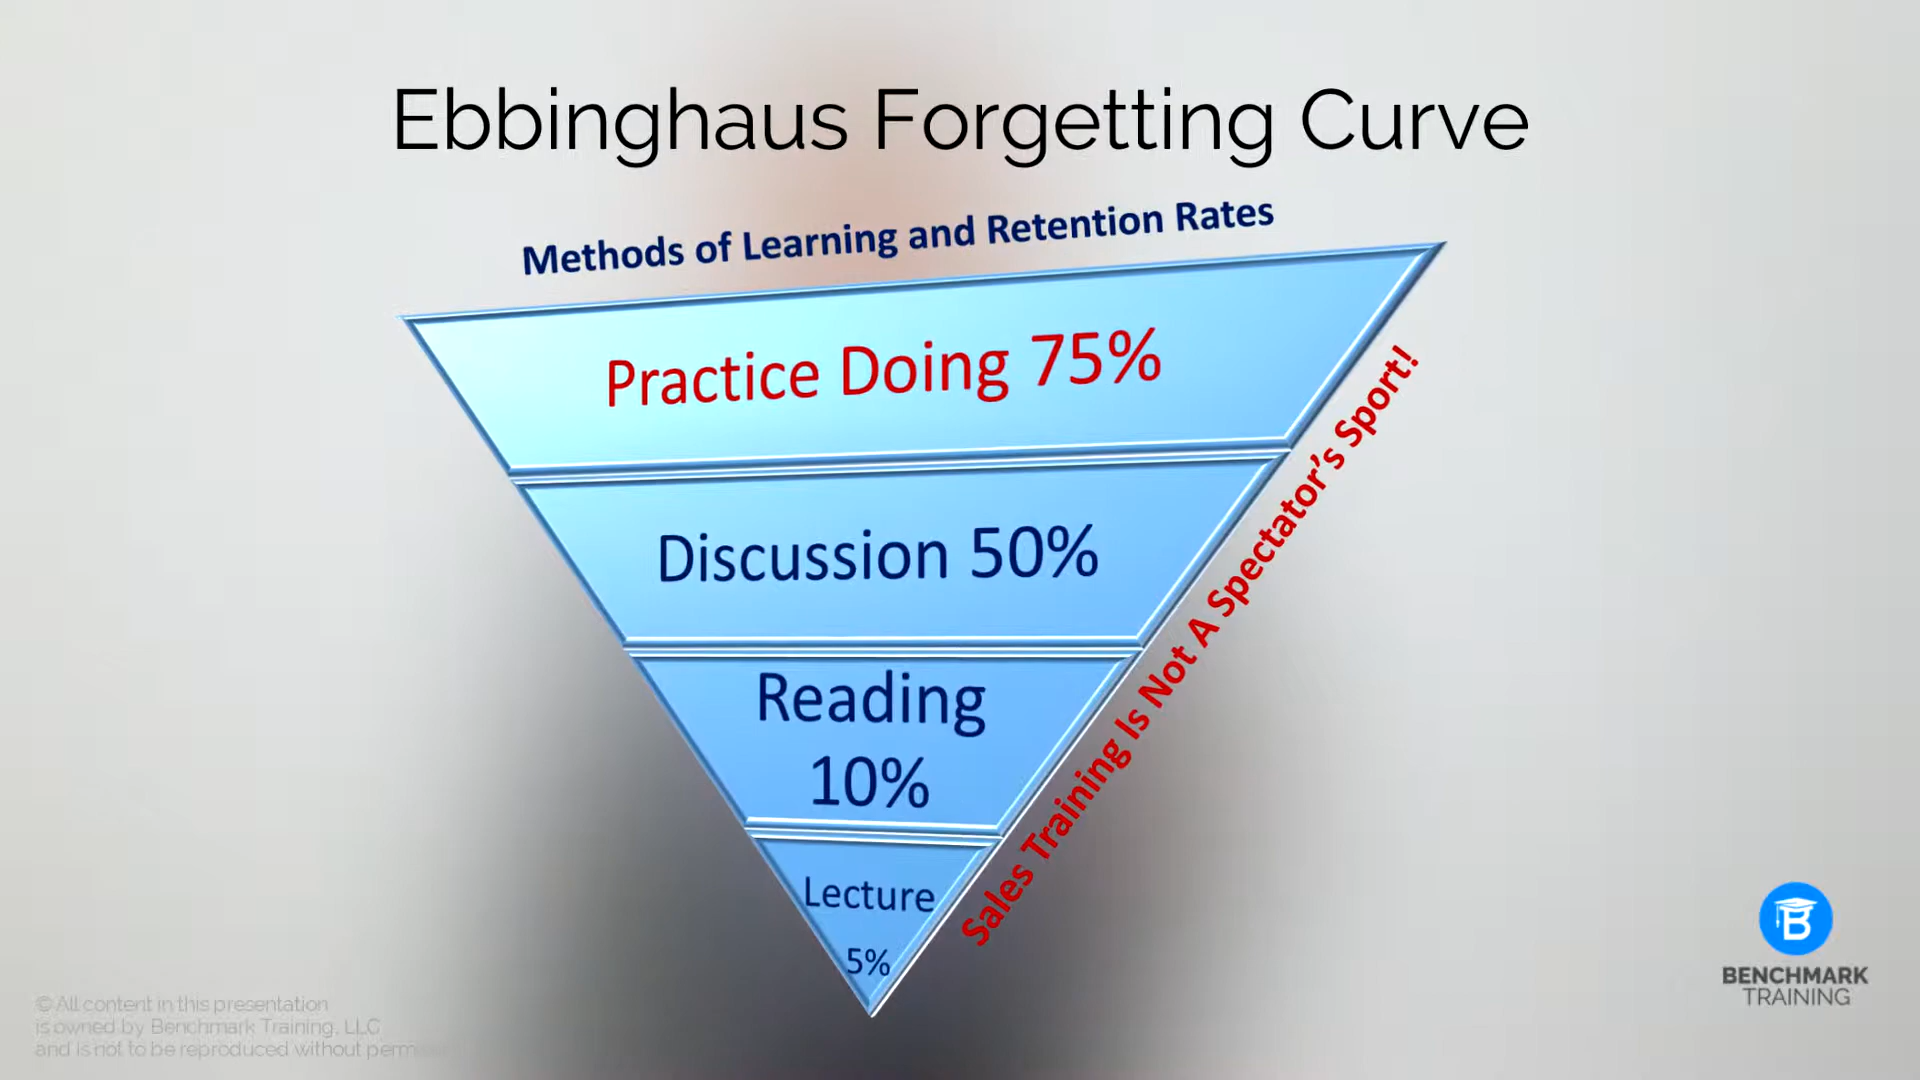 Ebbinghaus Forgetting Curve
Methods of Learning and Retention Rates
Practice Doing 75%
Discussion 50%
Reading
10%
Lecture
5%
Sales Training Is Not A Spectator's Sport!
B
BENCHMARK
TRAINING
© All content in this presentation
is owned by Benchmark Training, LLC
and is not to be reproduced without